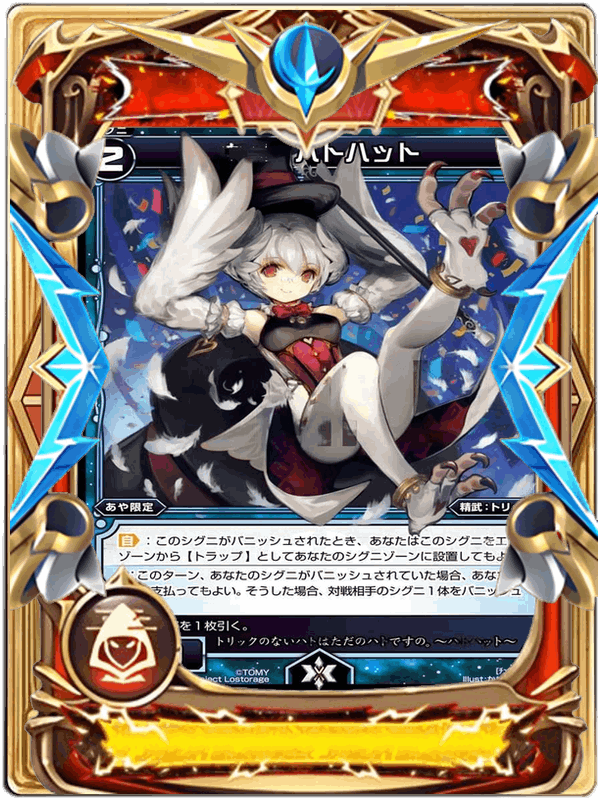 2
ハトハット
あや限定
精武:トリ
自:このシグニがバニッシュされたとき、あなたはこのシグニをエ
ゾーンから【トラップ】としてあなたのシグニゾーンに設置してもよ
:このターン、あなたのシグニがバニッシュされていた場合、あな
支払ってもよい。そうした場合、対戦相手のシグニ1体をバニッシュ
を1枚引く。
トリックのないハトはただのハトですの。~ハトハット~
©TOMY
ject Lostorage
Illust:か